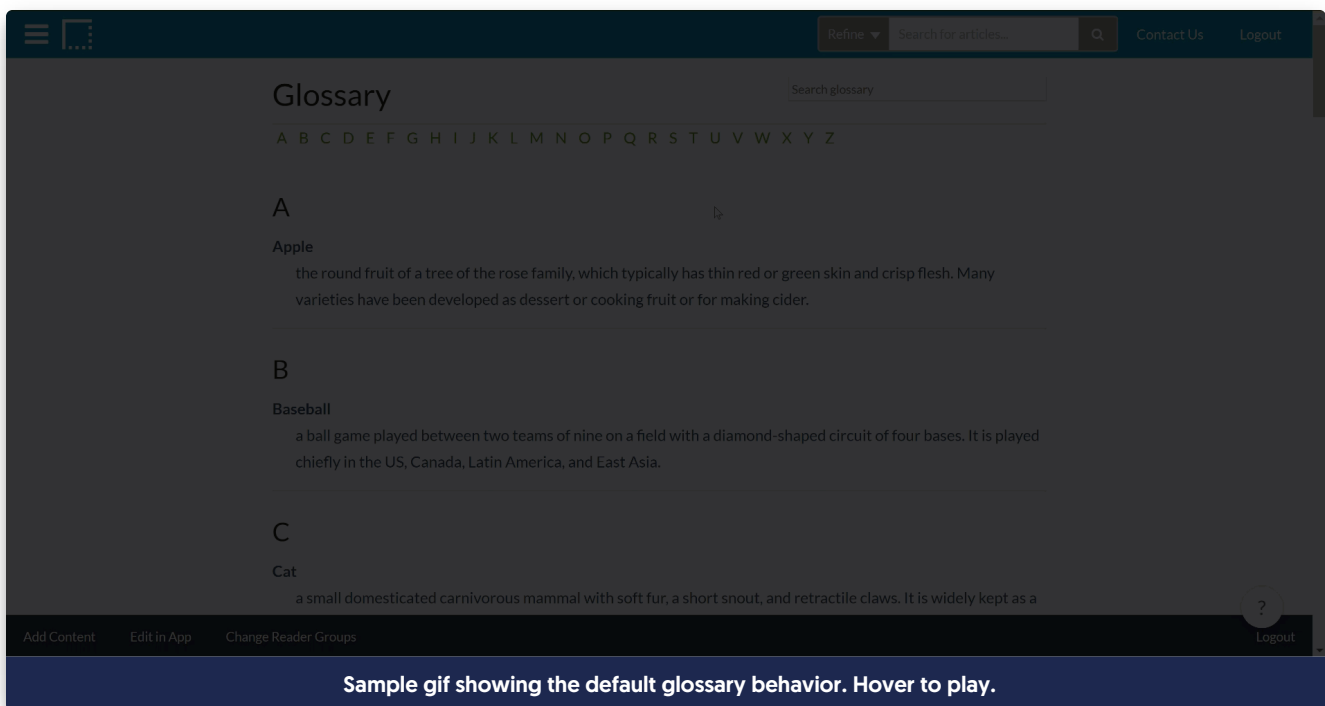 Refine ▼ Search for articles... Contact Us Logout
Glossary Search glossary
A B C D E F G H I J K L M N O P Q R S T U V W X Y Z
A
Apple
the round fruit of a tree of the rose family, which typically has thin red or green skin and crisp flesh. Many
varieties have been developed as dessert or cooking fruit or for making cider.
B
Baseball
a ball game played between two teams of nine on a field with a diamond-shaped circuit of four bases. It is played
chiefly in the US, Canada, Latin America, and East Asia.
C
Cat
a small domesticated carnivorous mammal with soft fur, a short snout, and retractile claws. It is widely kept as a
?
Add Content Edit in App Change Reader Groups Logout
Sample gif showing the default glossary behavior. Hover to play.